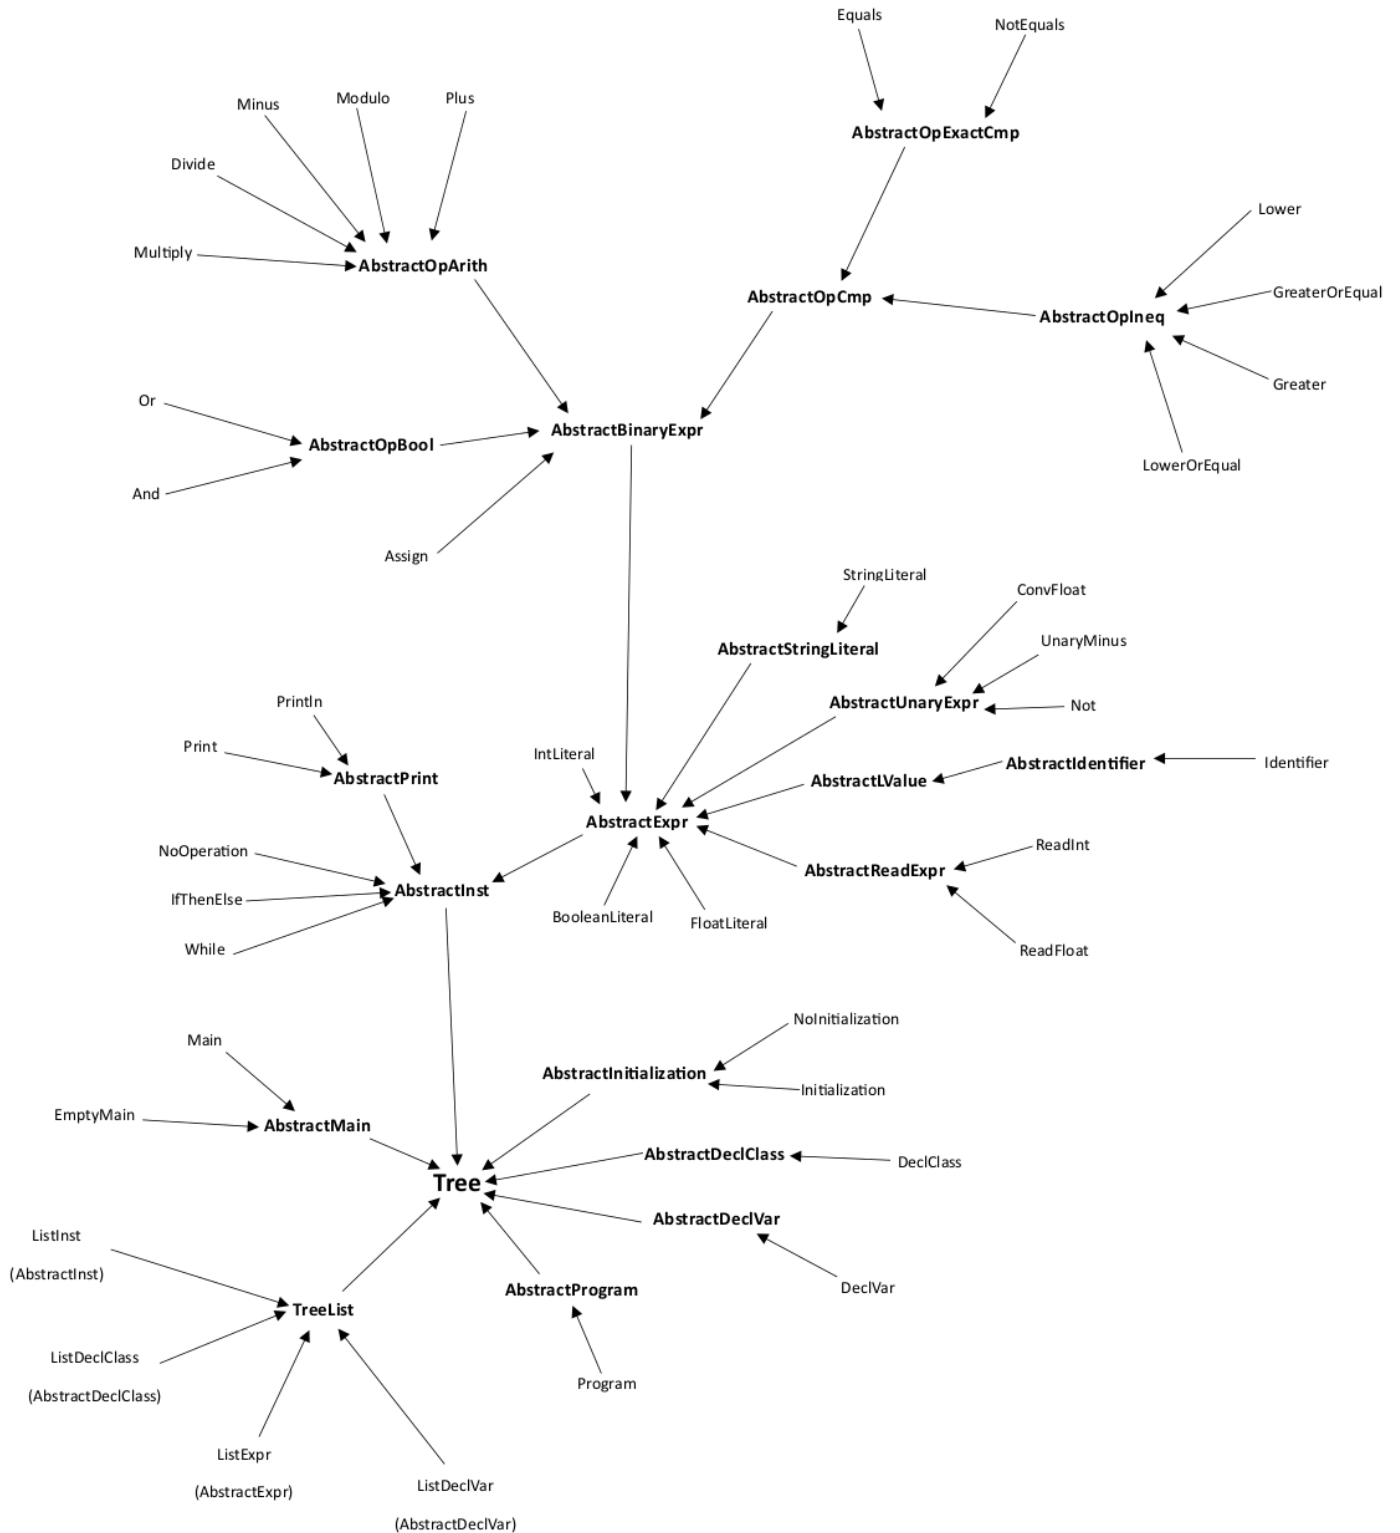 Equals
NotEquals
Minus
Modulo
Plus
AbstractOpExactCmp
Divide
Lower
Multiply
AbstractOpArith
AbstractOpCmp
GreaterOrEqual
AbstractOpIneq
Greater
Or
AbstractBinaryExpr
AbstractOpBool
LowerOrEqual
And
Assign
StringLiteral
ConvFloat
UnaryMinus
AbstractStringLiteral
Println
AbstractUnaryExpr
Not
Print
IntLiteral
AbstractIdentifier
Identifier
AbstractPrint
AbstractLValue
AbstractExpr
NoOperation
ReadInt
AbstractReadExpr
AbstractInst
IfThenElse
BooleanLiteral
FloatLiteral
While
ReadFloat
NoInitialization
Main
AbstractInitialization
Initialization
EmptyMain
AbstractMain
AbstractDeclClass
DeclClass
Tree
AbstractDeclVar
ListInst
(AbstractInst)
AbstractProgram
DeclVar
TreeList
ListDeclClass
(AbstractDeclClass)
Program
ListExpr
(AbstractExpr)
ListDeclVar
(AbstractDeclVar)